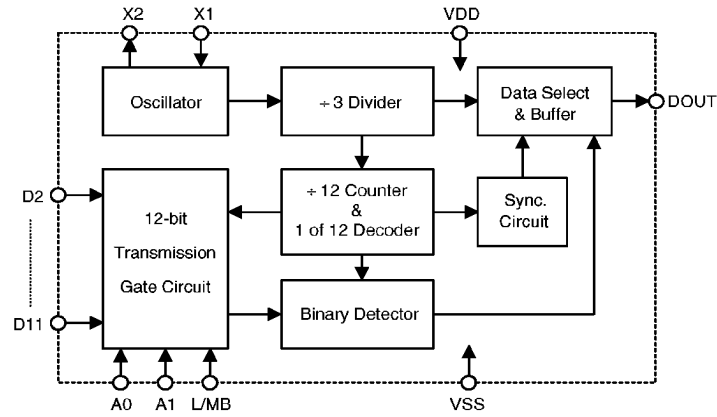 X2 X1 VDD
Oscillator
÷ 3 Divider
Data Select
& Buffer
DOUT
D2
12-bit
Transmission
Gate Circuit
÷ 12 Counter
&
1 of 12 Decoder
Sync.
Circuit
D11
Binary Detector
A0 A1 L/MB VSS